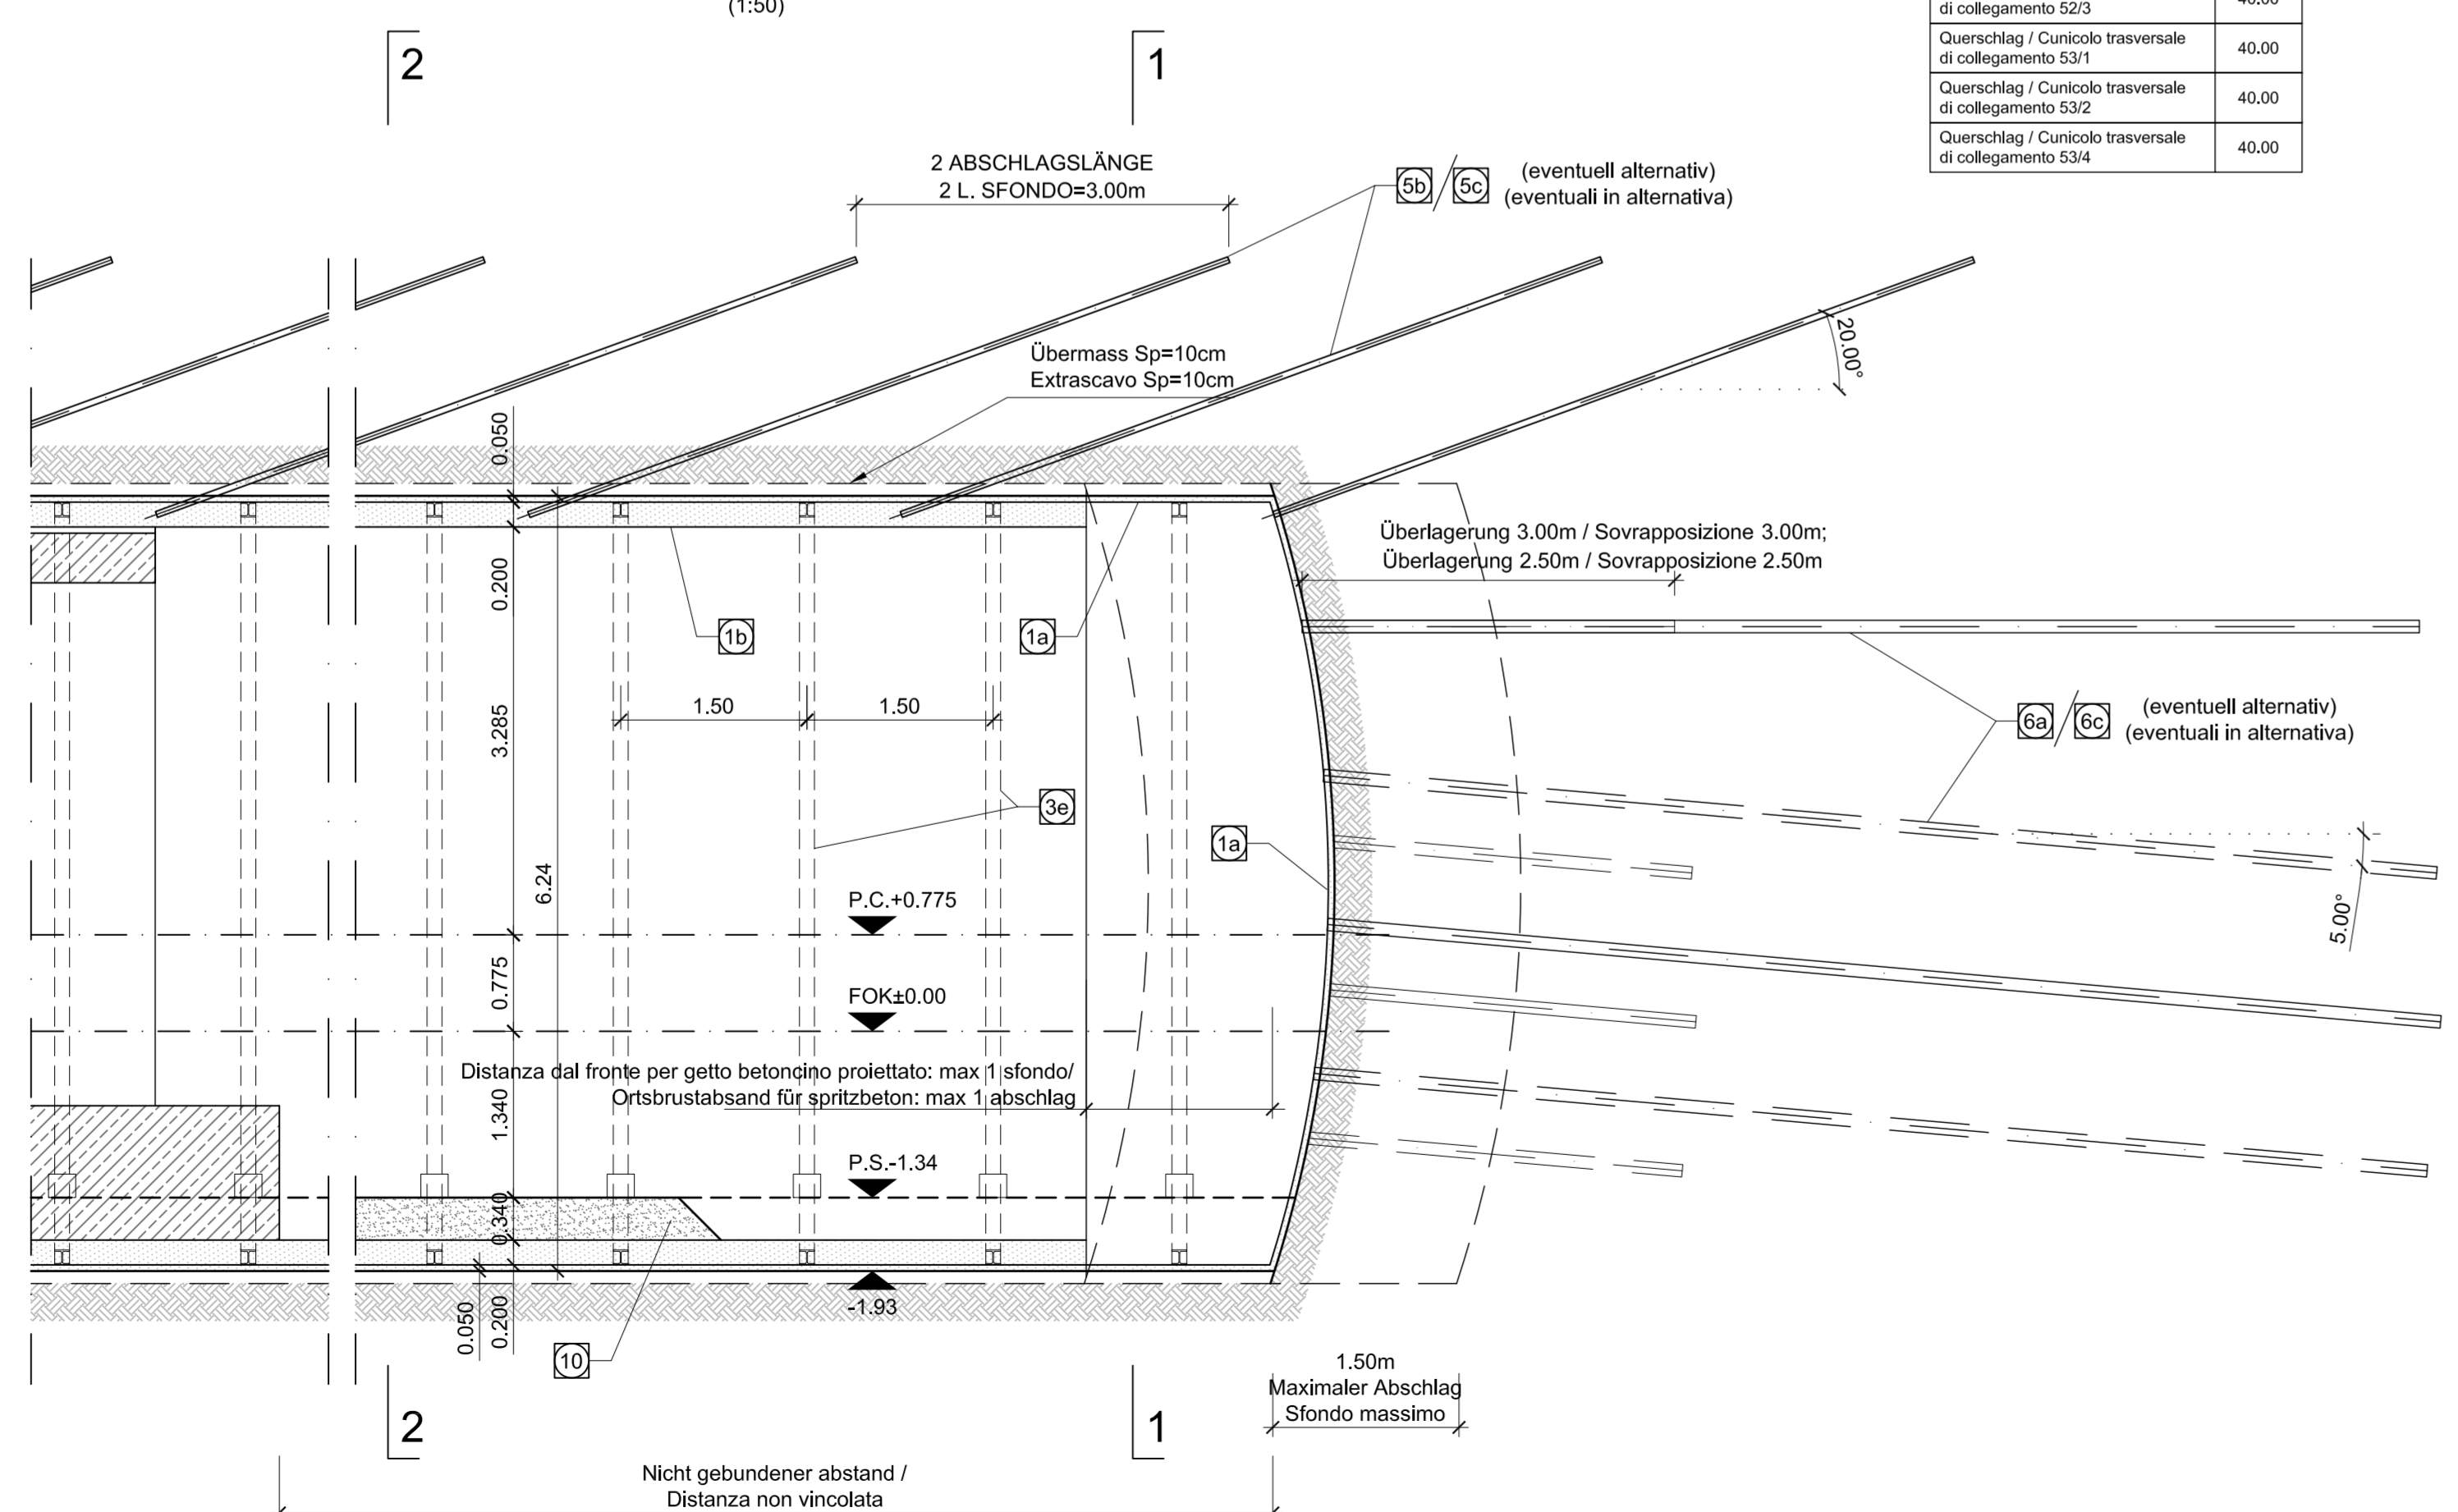 (1:50)
di collegamento 52/3
40.00
Querschlag / Cunicolo trasversale
di collegamento 53/1
40.00
Querschlag / Cunicolo trasversale
di collegamento 53/2
40.00
Querschlag / Cunicolo trasversale
di collegamento 53/4
40.00
2
1
2 ABSCHLAGSLÄNGE
2 L. SFONDO=3.00m
5b/5c
(eventuell alternativ)
(eventuali in alternativa)
20.00°
Übermass Sp=10cm
Extrascavo Sp=10cm
0.050
Überlagerung 3.00m / Sovrapposizione 3.00m;
Überlagerung 2.50m / Sovrapposizione 2.50m
0.200
1b
1a
1.50
1.50
3.285
6a/6c
(eventuell alternativ)
(eventuali in alternativa)
3e
1a
6.24
P.C.+0.775
5.00°
0.775
FOK±0.00
Distanza dal fronte per getto betoncino proiettato: max 1 sfondo/
Ortsbrustabsand für spritzbeton: max 1 abschlag
1.340
P.S.-1.34
0.340
-1.93
0.050
0.200
10
1.50m
Maximaler Abschlag
Sfondo massimo
2
1
Nicht gebundener abstand /
Distanza non vincolata